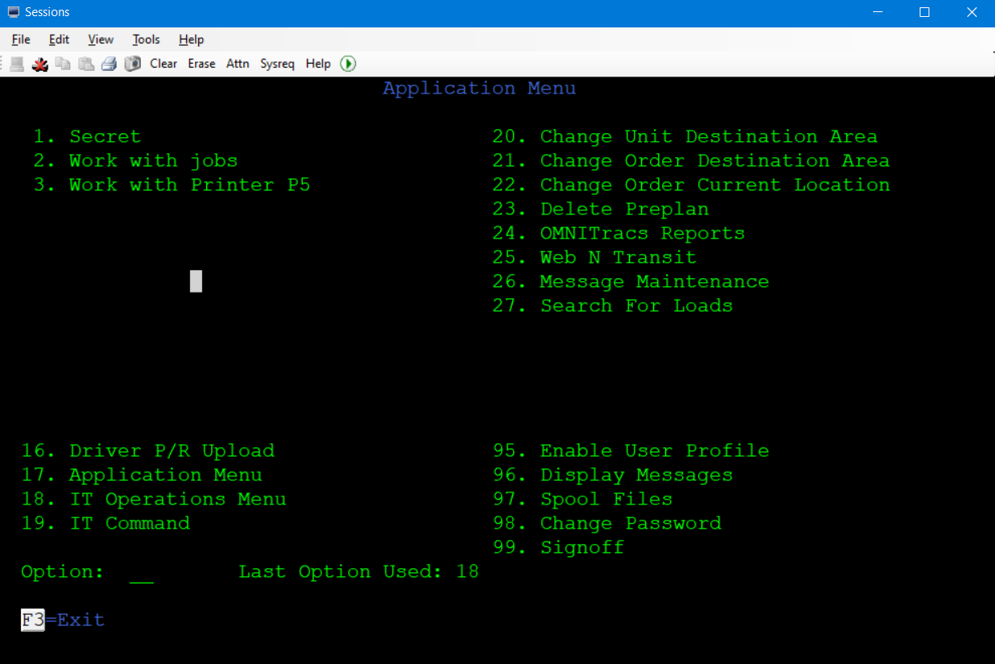 Sessions
File Edit View Tools Help
Clear Erase Attn Sysreq Help
Application Menu
1. Secret 20. Change Unit Destination Area
2. Work with jobs 21. Change Order Destination Area
3. Work with Printer P5 22. Change Order Current Location
23. Delete Preplan
24. OMNITracs Reports
25. Web N Transit
26. Message Maintenance
27. Search For Loads
16. Driver P/R Upload 95. Enable User Profile
17. Application Menu 96. Display Messages
18. IT Operations Menu 97. Spool Files
19. IT Command 98. Change Password
99. Signoff
Option: __ Last Option Used: 18
F3=Exit